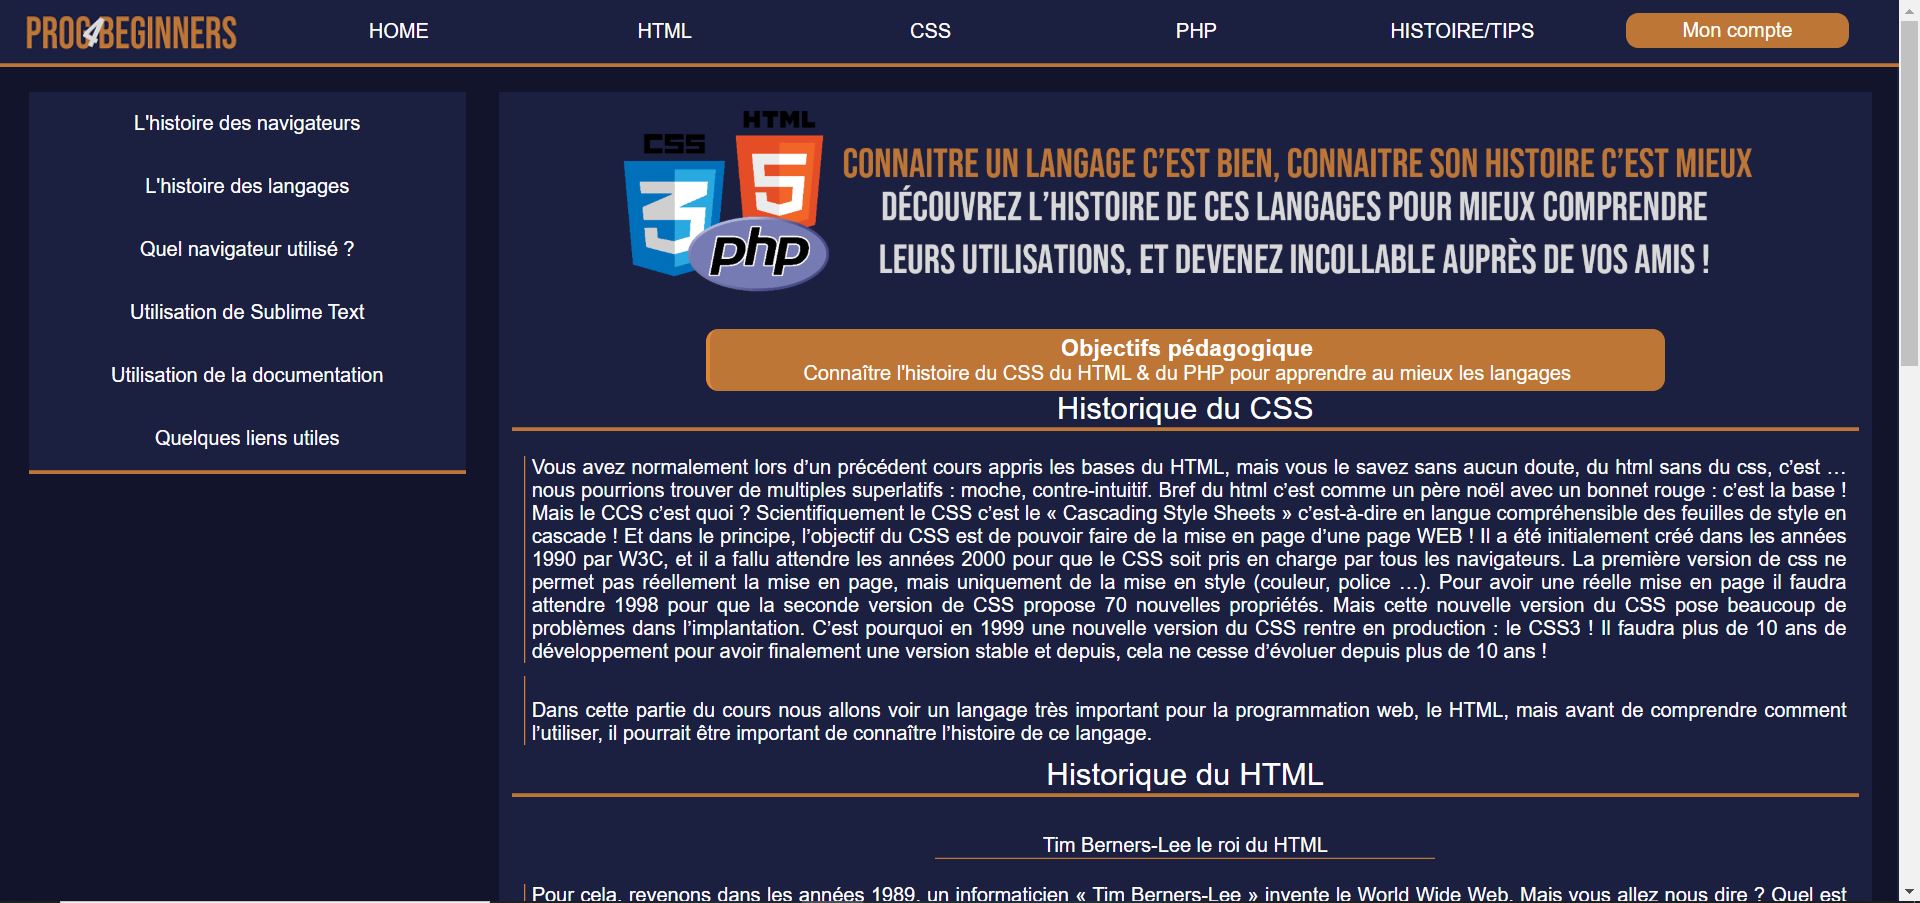 PROG4BEGINNERS
HOME
HTML
CSS
PHP
HISTOIRE/TIPS
Mon compte
L'histoire des navigateurs
L'histoire des langages
Quel navigateur utilisé ?
Utilisation de Sublime Text
Utilisation de la documentation
Quelques liens utiles
HTML
CSS
5
3
php
CONNAITRE UN LANGAGE C’EST BIEN, CONNAITRE SON HISTOIRE C’EST MIEUX
DÉCOUVREZ L’HISTOIRE DE CES LANGAGES POUR MIEUX COMPRENDRE
LEURS UTILISATIONS, ET DEVENEZ INCOLLABLE AUPRÈS DE VOS AMIS !
Objectifs pédagogique
Connaître l'histoire du CSS du HTML & du PHP pour apprendre au mieux les langages
Historique du CSS
Vous avez normalement lors d’un précédent cours appris les bases du HTML, mais vous le savez sans aucun doute, du html sans du css, c’est …
nous pourrions trouver de multiples superlatifs : moche, contre-intuitif. Bref du html c’est comme un père noël avec un bonnet rouge : c’est la base !
Mais le CCS c’est quoi ? Scientifiquement le CSS c’est le « Cascading Style Sheets » c’est-à-dire en langue compréhensible des feuilles de style en
cascade ! Et dans le principe, l’objectif du CSS est de pouvoir faire de la mise en page d’une page WEB ! Il a été initialement créé dans les années
1990 par W3C, et il a fallu attendre les années 2000 pour que le CSS soit pris en charge par tous les navigateurs. La première version de css ne
permet pas réellement la mise en page, mais uniquement de la mise en style (couleur, police …). Pour avoir une réelle mise en page il faudra
attendre 1998 pour que la seconde version de CSS propose 70 nouvelles propriétés. Mais cette nouvelle version du CSS pose beaucoup de
problèmes dans l’implantation. C’est pourquoi en 1999 une nouvelle version du CSS rentre en production : le CSS3 ! Il faudra plus de 10 ans de
développement pour avoir finalement une version stable et depuis, cela ne cesse d’évoluer depuis plus de 10 ans !
Dans cette partie du cours nous allons voir un langage très important pour la programmation web, le HTML, mais avant de comprendre comment
l’utiliser, il pourrait être important de connaître l’histoire de ce langage.
Historique du HTML
Tim Berners-Lee le roi du HTML
Pour cela, revenons dans les années 1989, un informaticien « Tim Berners-Lee » invente le World Wide Web. Mais vous allez nous dire ? Quel est